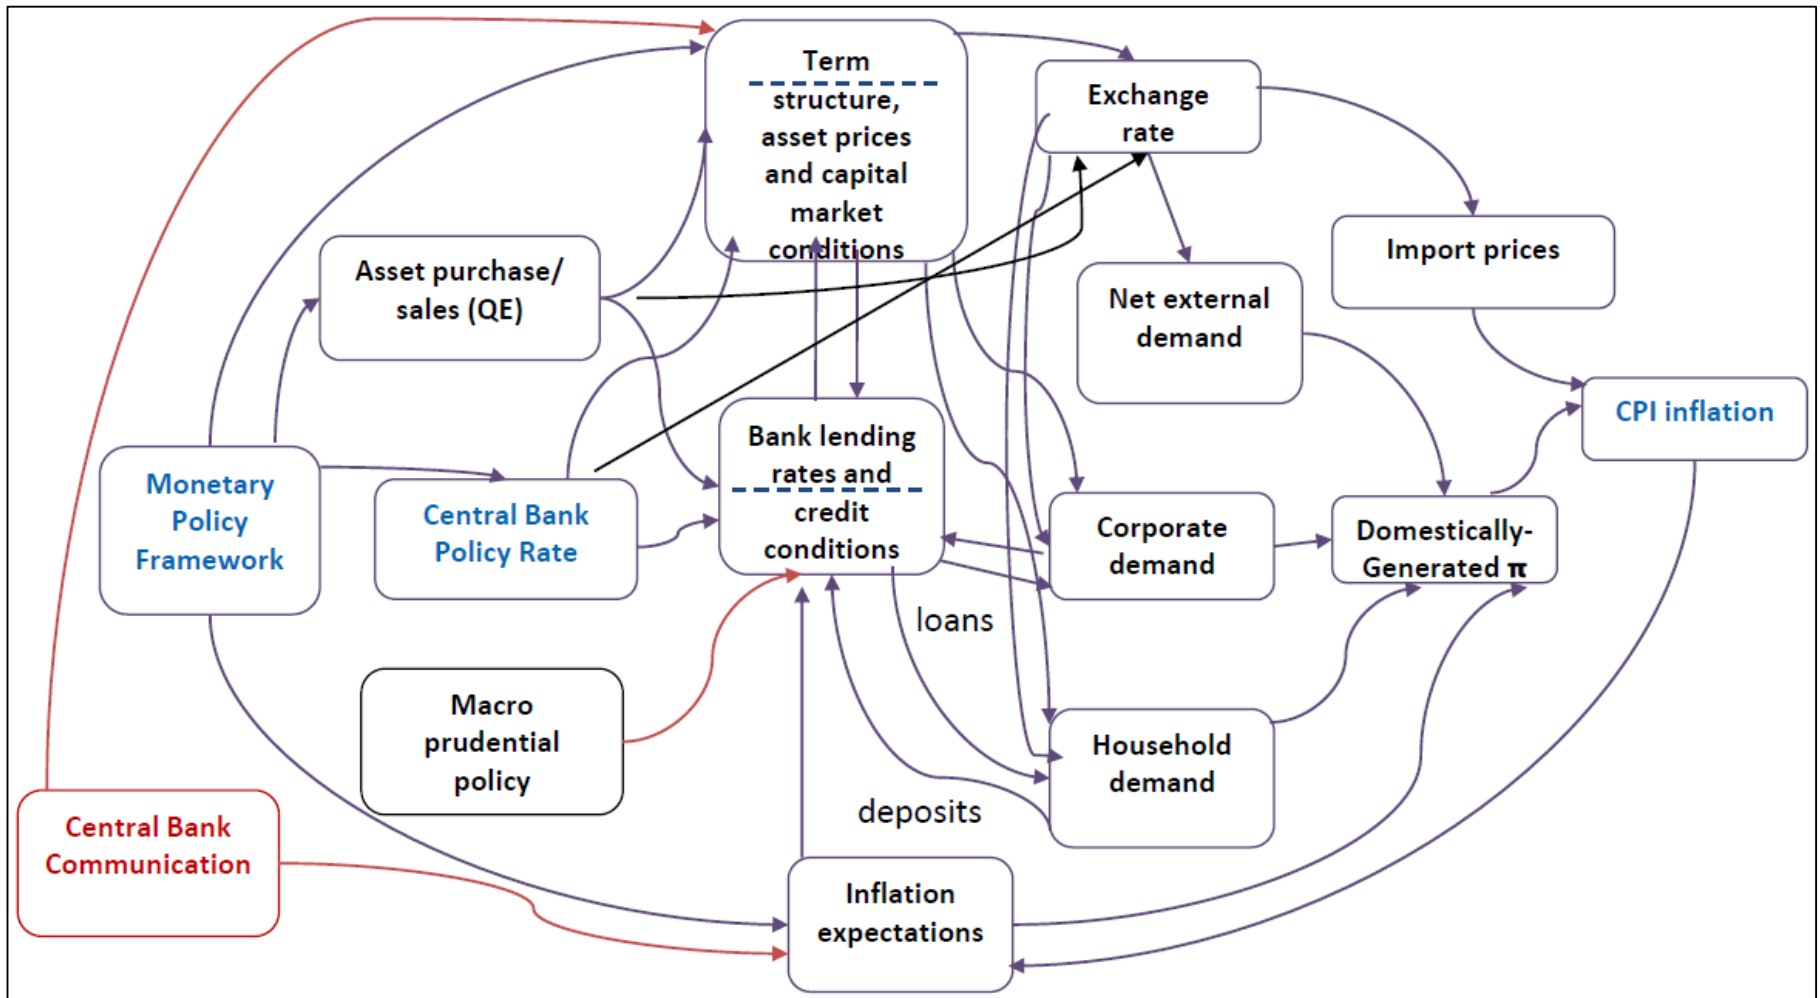 Term
structure,
asset prices
and capital
market
conditions
Exchange
rate
Asset purchase/
sales (QE)
Import prices
Net external
demand
CPI inflation
Monetary
Policy
Framework
Central Bank
Policy Rate
Bank lending
rates and
credit
conditions
Corporate
demand
Domestically-
Generated π
loans
Macro
prudential
policy
Household
demand
deposits
Central Bank
Communication
Inflation
expectations